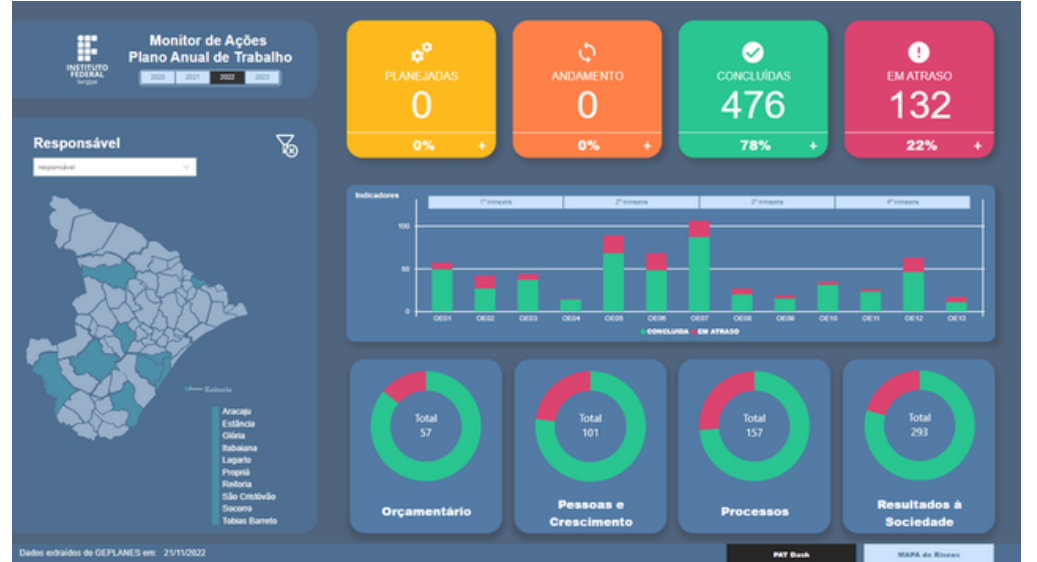 INSTITUTO
FEDERAL
Sergipe
Monitor de Ações
Plano Anual de Trabalho
2020 2021 2022 2023
PLANEJADAS
0
0% +
ANDAMENTO
0
0% +
CONCLUÍDAS
476
78% +
EM ATRASO
132
22% +
Responsável
responsável
Reitoria
Aracaju
Estância
Glória
Itabaiana
Lagarto
Propriá
Reitoria
São Cristóvão
Socorro
Tobias Barreto
Indicadores
1º trimestre 2º trimestre 3º trimestre 4º trimestre
100
50
0
OE01 OE02 OE03 OE04 OE05 OE06 OE07 OE08 OE09 OE10 OE11 OE12 OE13
CONCLUIDA EM ATRASO
Total
57
Orçamentário
Total
101
Pessoas e
Crescimento
Total
157
Processos
Total
293
Resultados à
Sociedade
Dados extraídos do GEPLANES em: 21/11/2022
PAT Dash
MAPA de Riscos